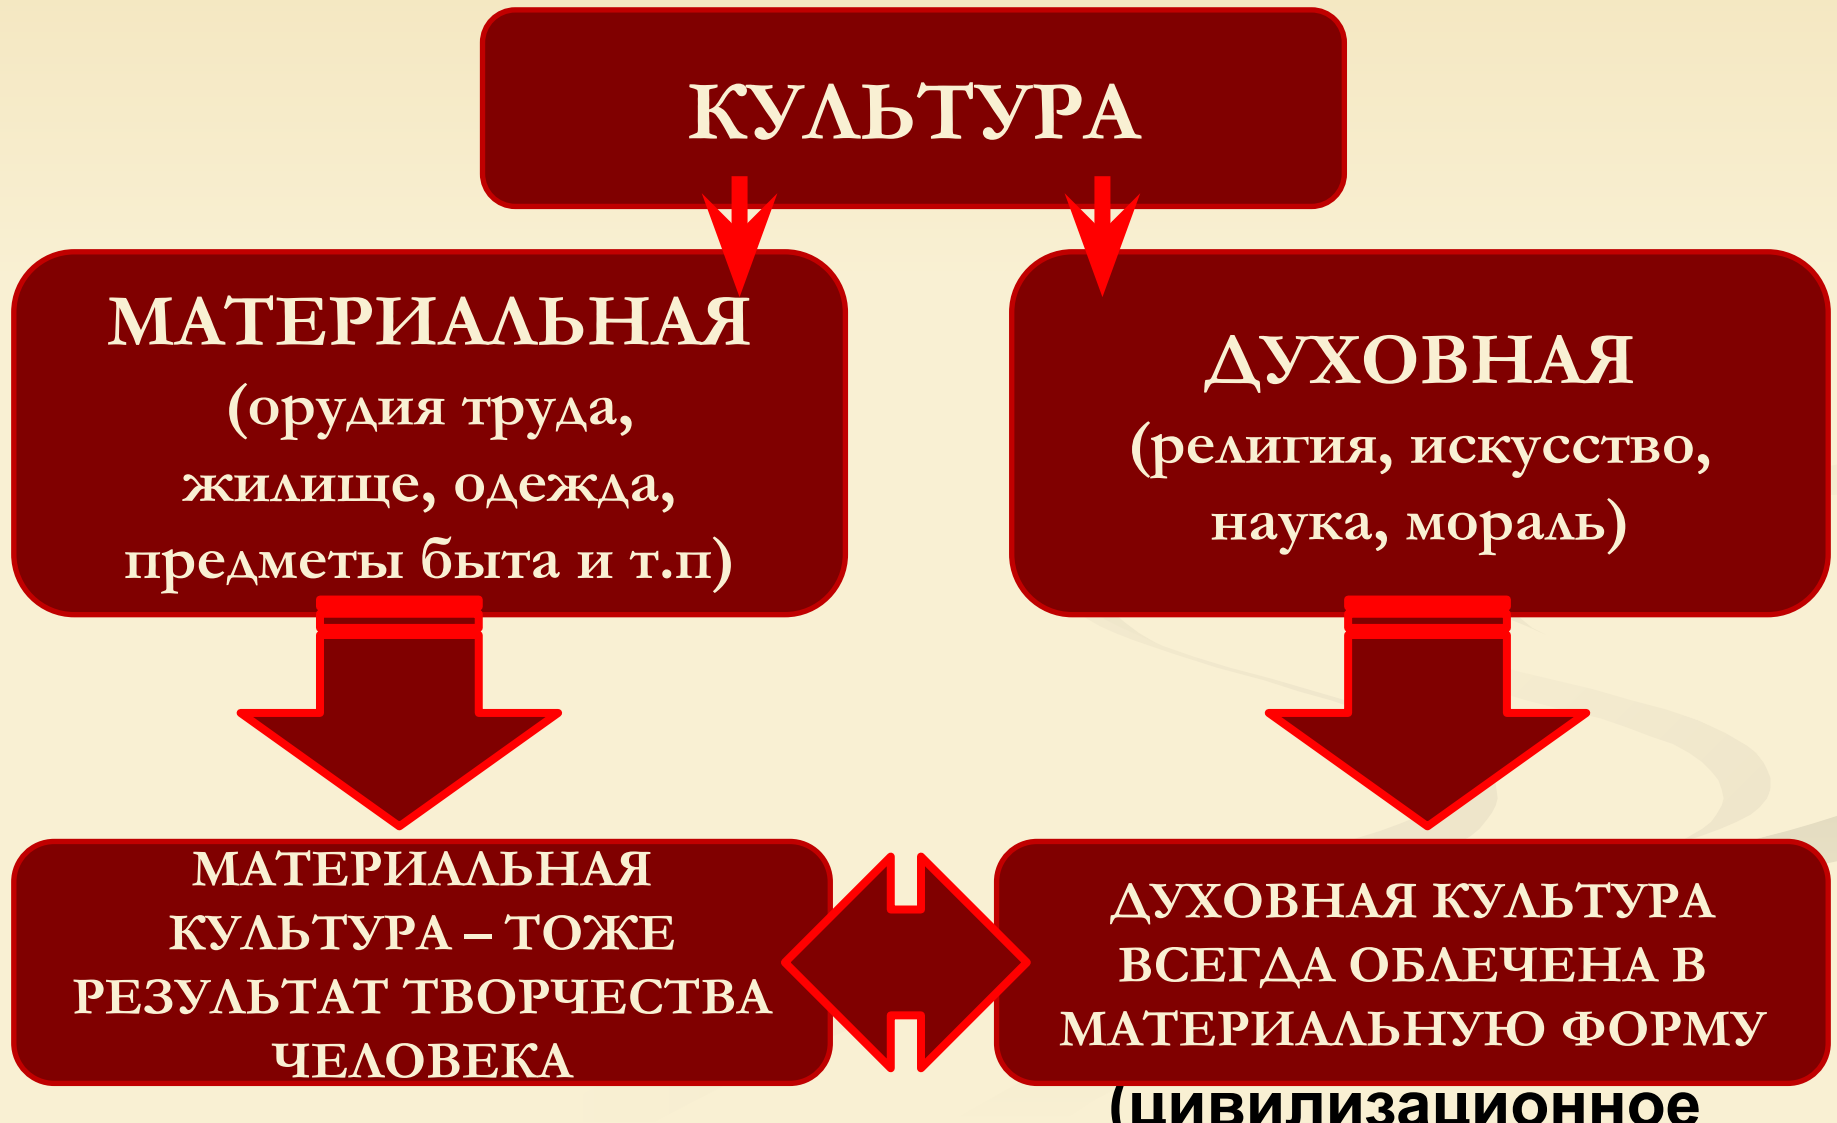 КУЛЬТУРА
МАТЕРИАЛЬНАЯ
(орудия труда,
жилище, одежда,
предметы быта и т.п)
ДУХОВНАЯ
(религия, искусство,
наука, мораль)
МАТЕРИАЛЬНАЯ
КУЛЬТУРА – ТОЖЕ
РЕЗУЛЬТАТ ТВОРЧЕСТВА
ЧЕЛОВЕКА
ДУХОВНАЯ КУЛЬТУРА
ВСЕГДА ОБЛЕЧЕНА В
МАТЕРИАЛЬНУЮ ФОРМУ
(цивилизационное